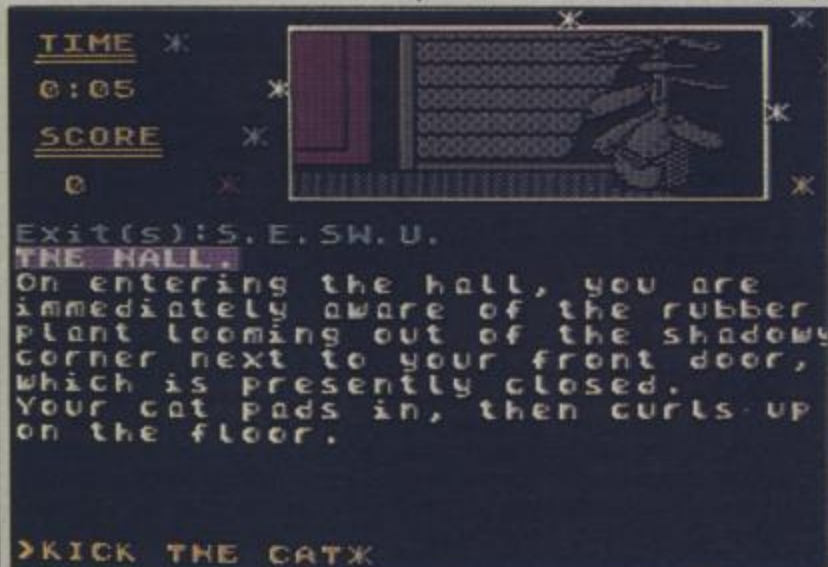 TIME
0:05
SCORE
0
Exit(s):S.E.SW.U.
THE HALL.
On entering the hall, you are
immediately aware of the rubber
plant looming out of the shadowy
corner next to your front door,
which is presently closed.
Your cat pads in, then curls up
on the floor.
>KICK THE CAT